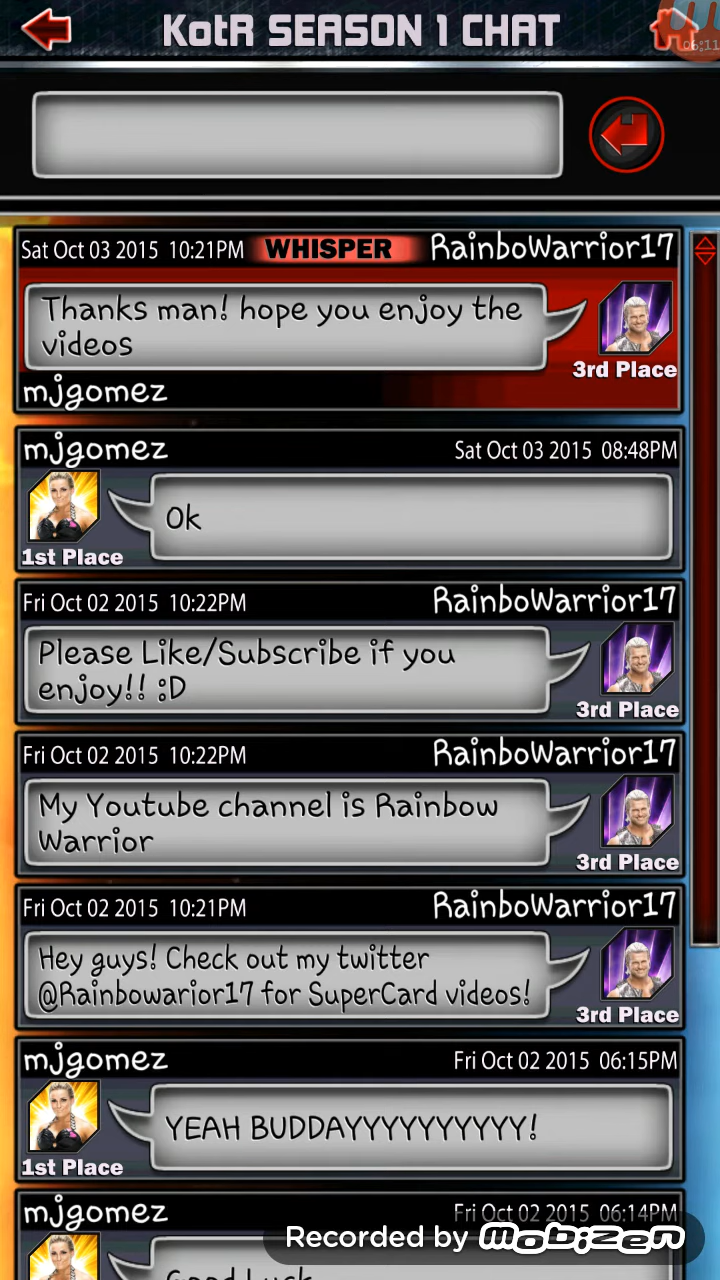 KotR SEASON 1 CHAT
06:11
Sat Oct 03 2015 10:21PM WHISPER RainboWarrior17
Thanks man! hope you enjoy the
videos
3rd Place
mjgomez
mjgomez Sat Oct 03 2015 08:48PM
Ok
1st Place
Fri Oct 02 2015 10:22PM RainboWarrior17
Please Like/Subscribe if you
enjoy!! :D
3rd Place
Fri Oct 02 2015 10:22PM RainboWarrior17
My Youtube channel is Rainbow
Warrior
3rd Place
Fri Oct 02 2015 10:21PM RainboWarrior17
Hey guys! Check out my twitter
@Rainbowarior17 for SuperCard videos!
3rd Place
mjgomez Fri Oct 02 2015 06:15PM
YEAH BUDDAYYYYYYYYYY!
1st Place
mjgomez Fri Oct 02 2015 06:14PM
Good Luck
Recorded by Mobizen